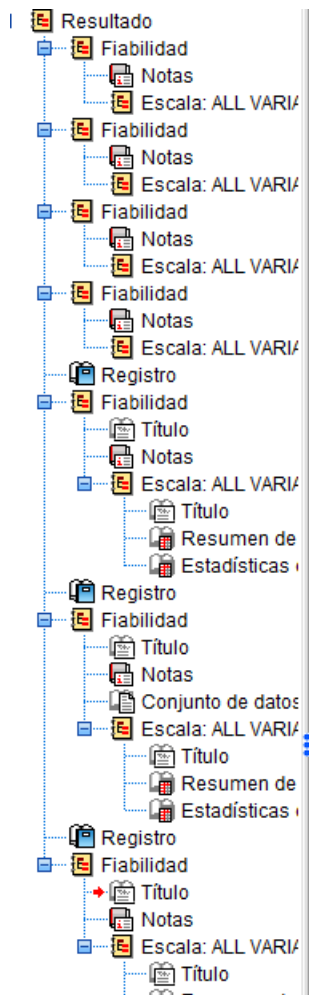 Resultado
Fiabilidad
Notas
Escala: ALL VARIA
Fiabilidad
Notas
Escala: ALL VARIA
Fiabilidad
Notas
Escala: ALL VARIA
Fiabilidad
Notas
Escala: ALL VARIA
Registro
Fiabilidad
Título
Notas
Escala: ALL VARIA
Título
Resumen de
Estadísticas
Registro
Fiabilidad
Título
Notas
Conjunto de datos
Escala: ALL VARIA
Título
Resumen de
Estadísticas
Registro
Fiabilidad
Título
Notas
Escala: ALL VARIA
Título